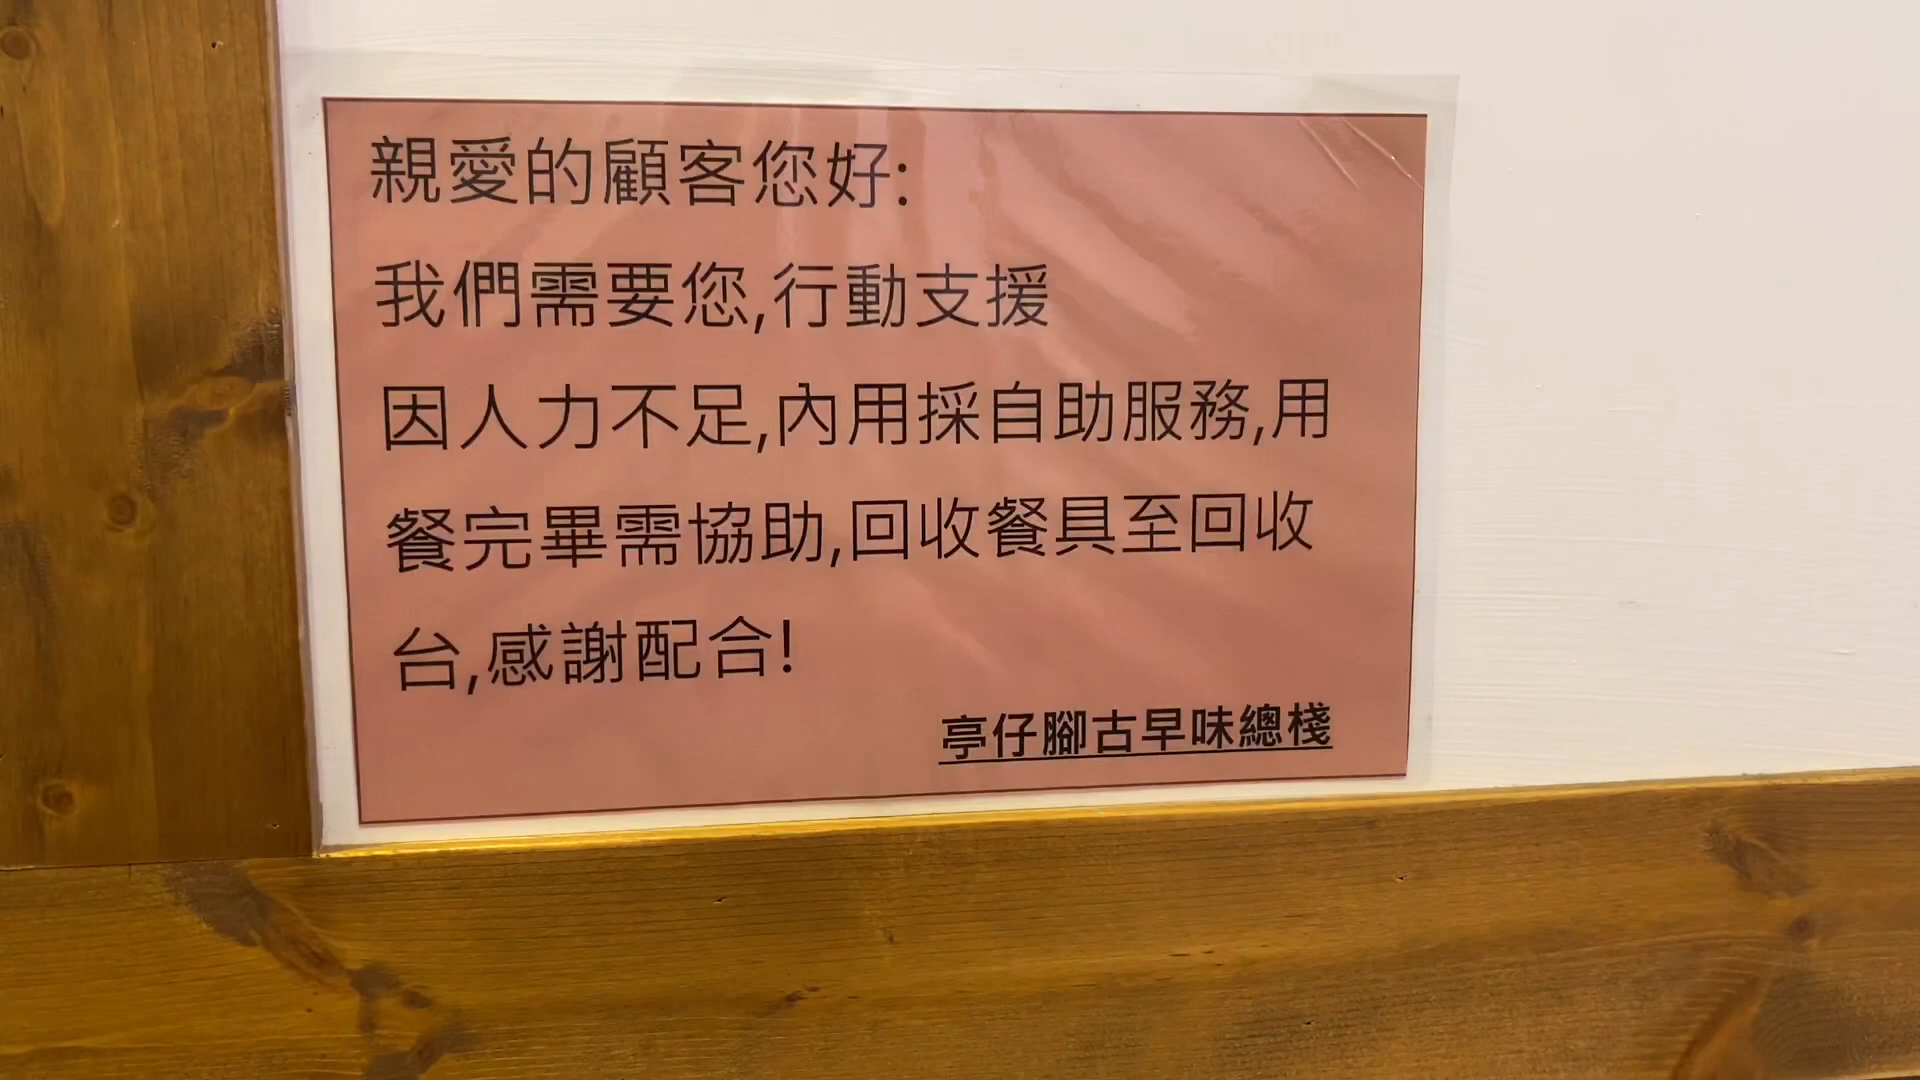 親愛的顧客您好:
我們需要您,行動支援
因人力不足,內用採自助服務,用
餐完畢需協助,回收餐具至回收
台,感謝配合!
亭仔腳古早味總棧